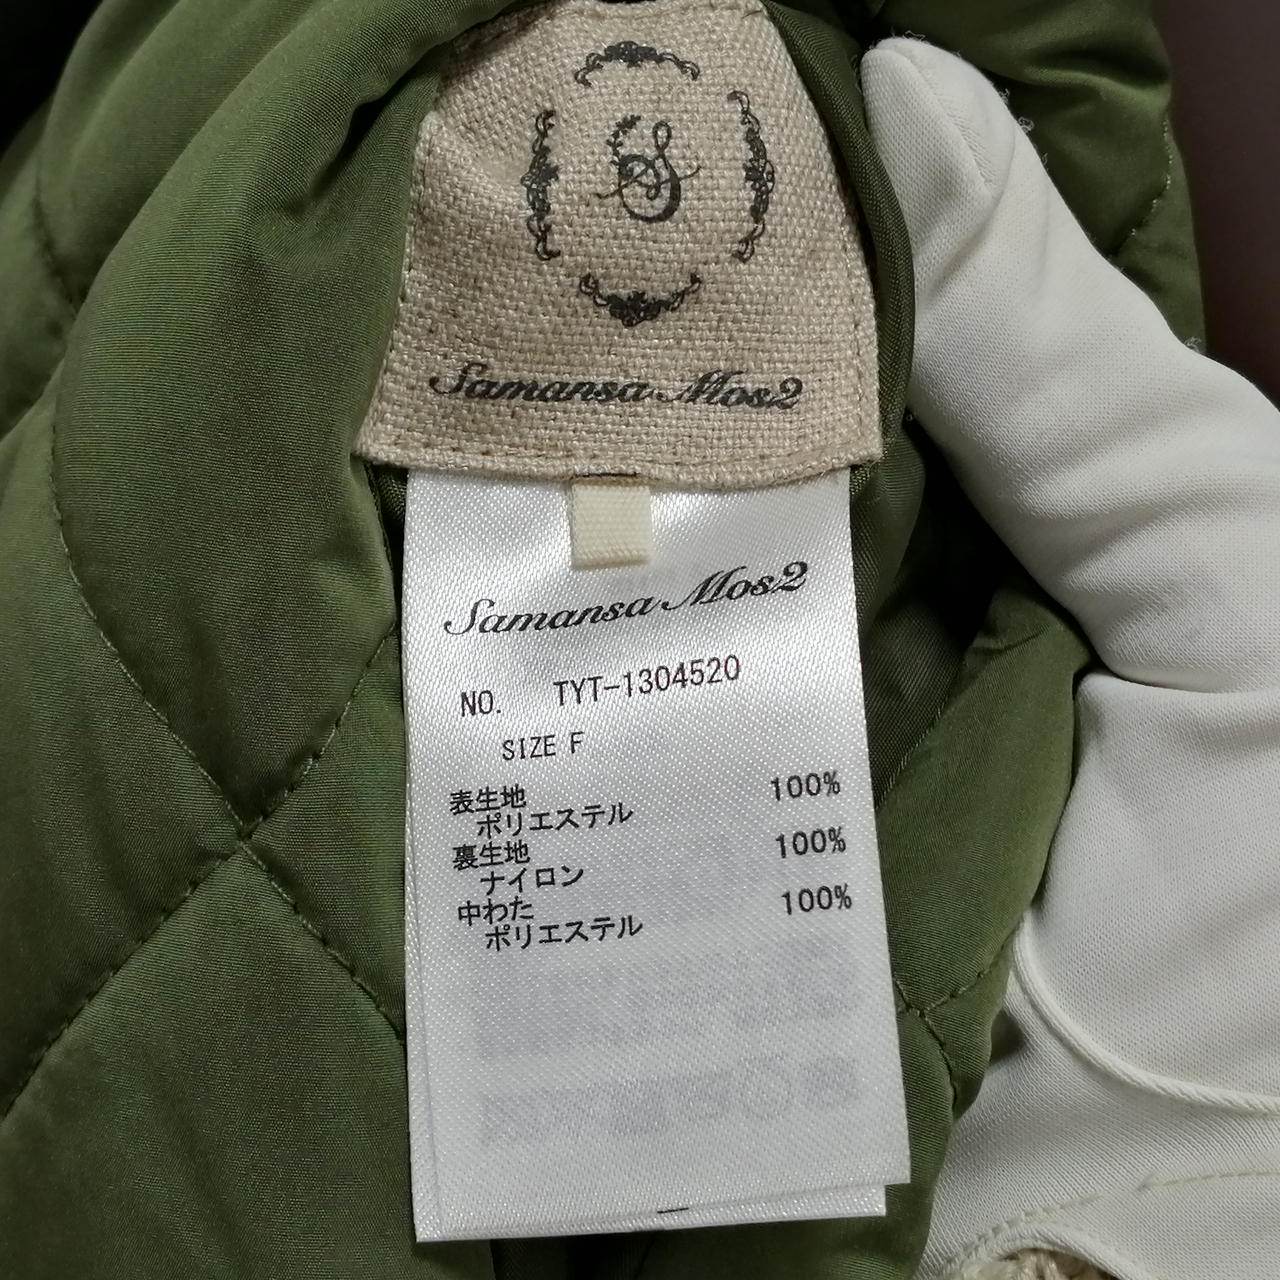 S
Samansa Mos2
Samansa Mos2
NO. TYT-1304520
SIZE F
表生地
ポリエステル 100%
裏生地
ナイロン 100%
中わた
ポリエステル 100%